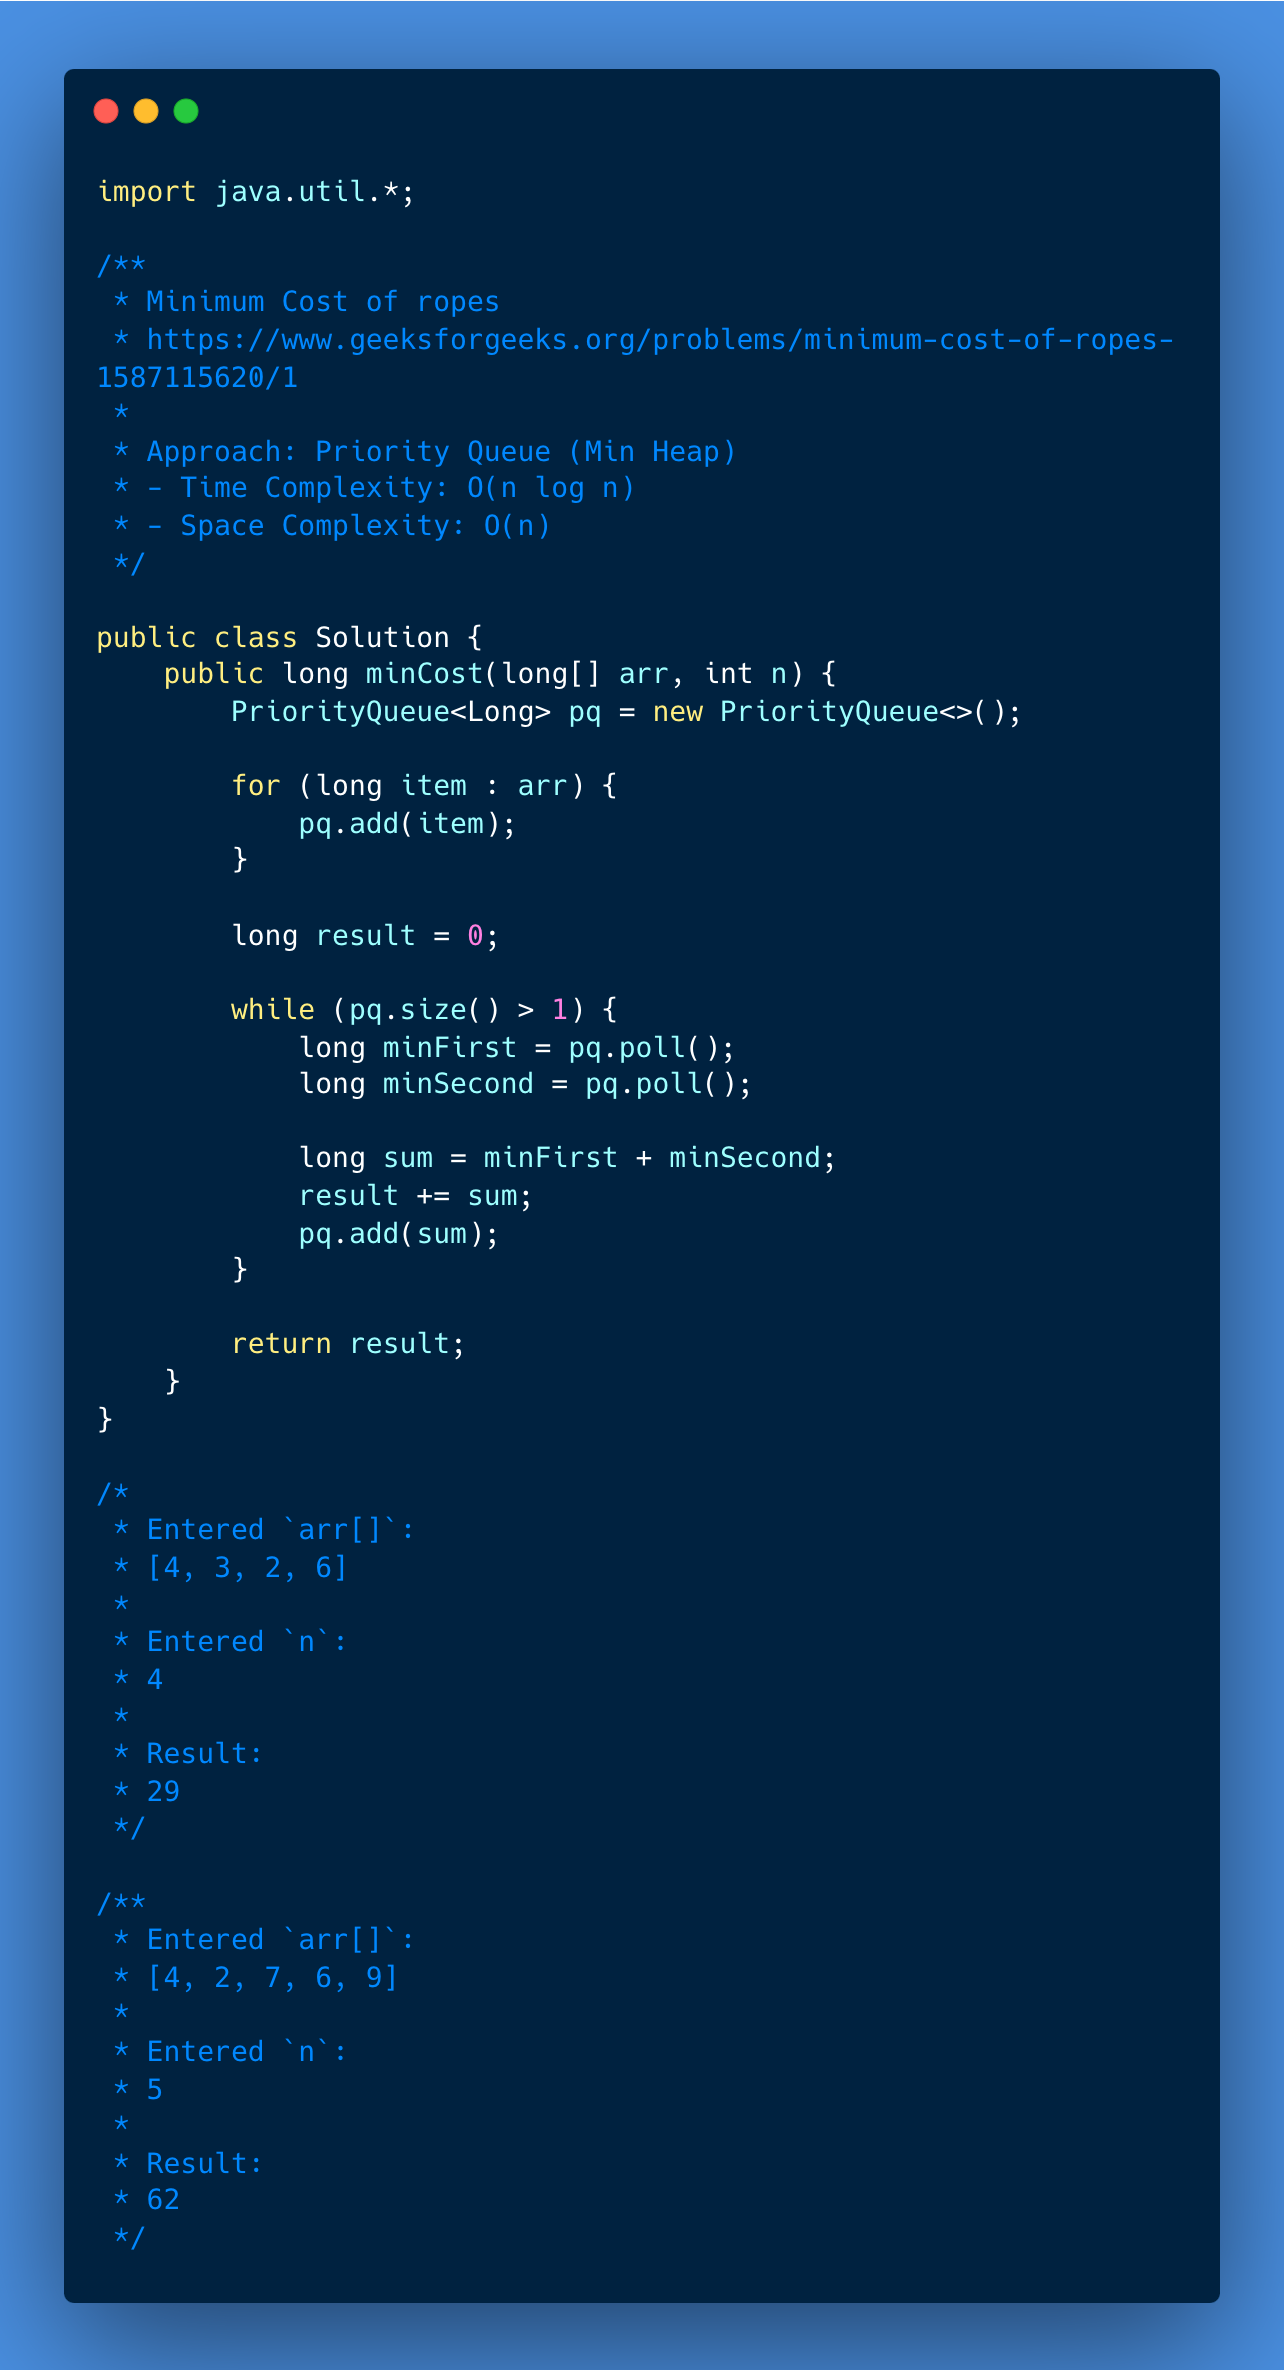 import java.util.*;

/**
 * Minimum Cost of ropes
 * https://www.geeksforgeeks.org/problems/minimum-cost-of-ropes-
1587115620/1
 *
 * Approach: Priority Queue (Min Heap)
 * - Time Complexity: O(n log n)
 * - Space Complexity: O(n)
 */

public class Solution {
    public long minCost(long[] arr, int n) {
        PriorityQueue<Long> pq = new PriorityQueue<>();

        for (long item : arr) {
            pq.add(item);
        }

        long result = 0;

        while (pq.size() > 1) {
            long minFirst = pq.poll();
            long minSecond = pq.poll();

            long sum = minFirst + minSecond;
            result += sum;
            pq.add(sum);
        }

        return result;
    }
}

/*
 * Entered `arr[]`:
 * [4, 3, 2, 6]
 *
 * Entered `n`:
 * 4
 *
 * Result:
 * 29
 */

/**
 * Entered `arr[]`:
 * [4, 2, 7, 6, 9]
 *
 * Entered `n`:
 * 5
 *
 * Result:
 * 62
 */